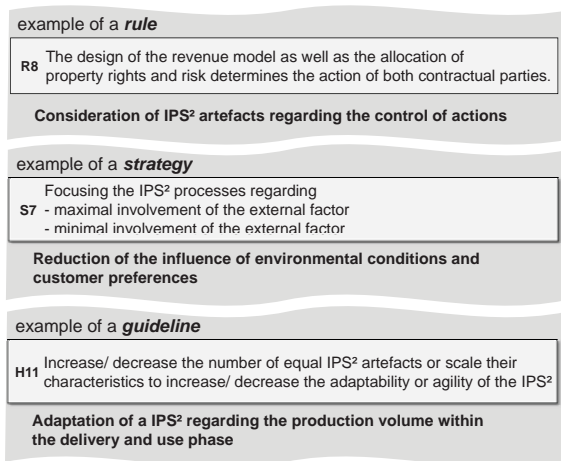 example of a rule
R8 The design of the revenue model as well as the allocation of
property rights and risk determines the action of both contractual parties.
Consideration of IPS² artefacts regarding the control of actions
example of a strategy
Focusing the IPS² processes regarding
S7 - maximal involvement of the external factor
- minimal involvement of the external factor
Reduction of the influence of environmental conditions and
customer preferences
example of a guideline
H11 Increase/ decrease the number of equal IPS² artefacts or scale their
characteristics to increase/ decrease the adaptability or agility of the IPS²
Adaptation of a IPS² regarding the production volume within
the delivery and use phase